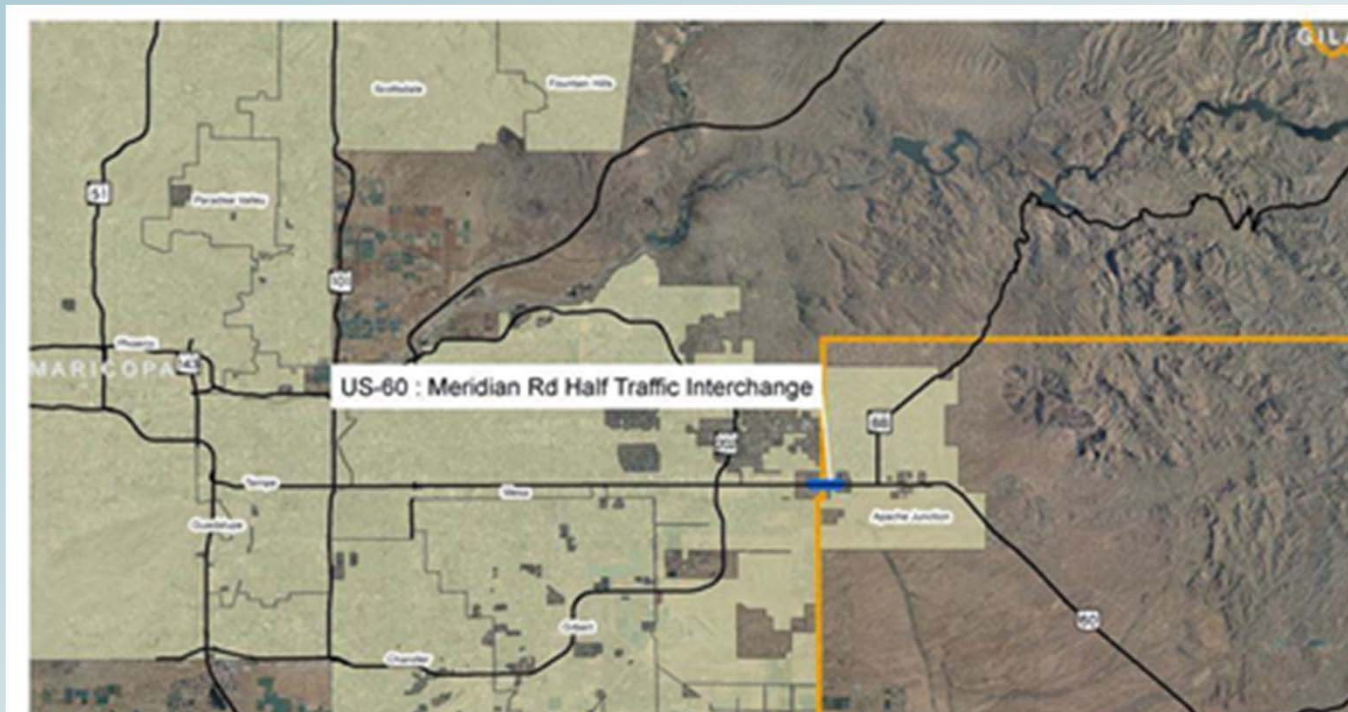 GILA
Scottsdale
Fountain Hills
51
Paradise Valley
101
Phoenix
143
MARICOPA
US-60 : Meridian Rd Half Traffic Interchange
88
202
Tempe
Mesa
Guadalupe
Apache Junction
60
Gilbert
Chandler